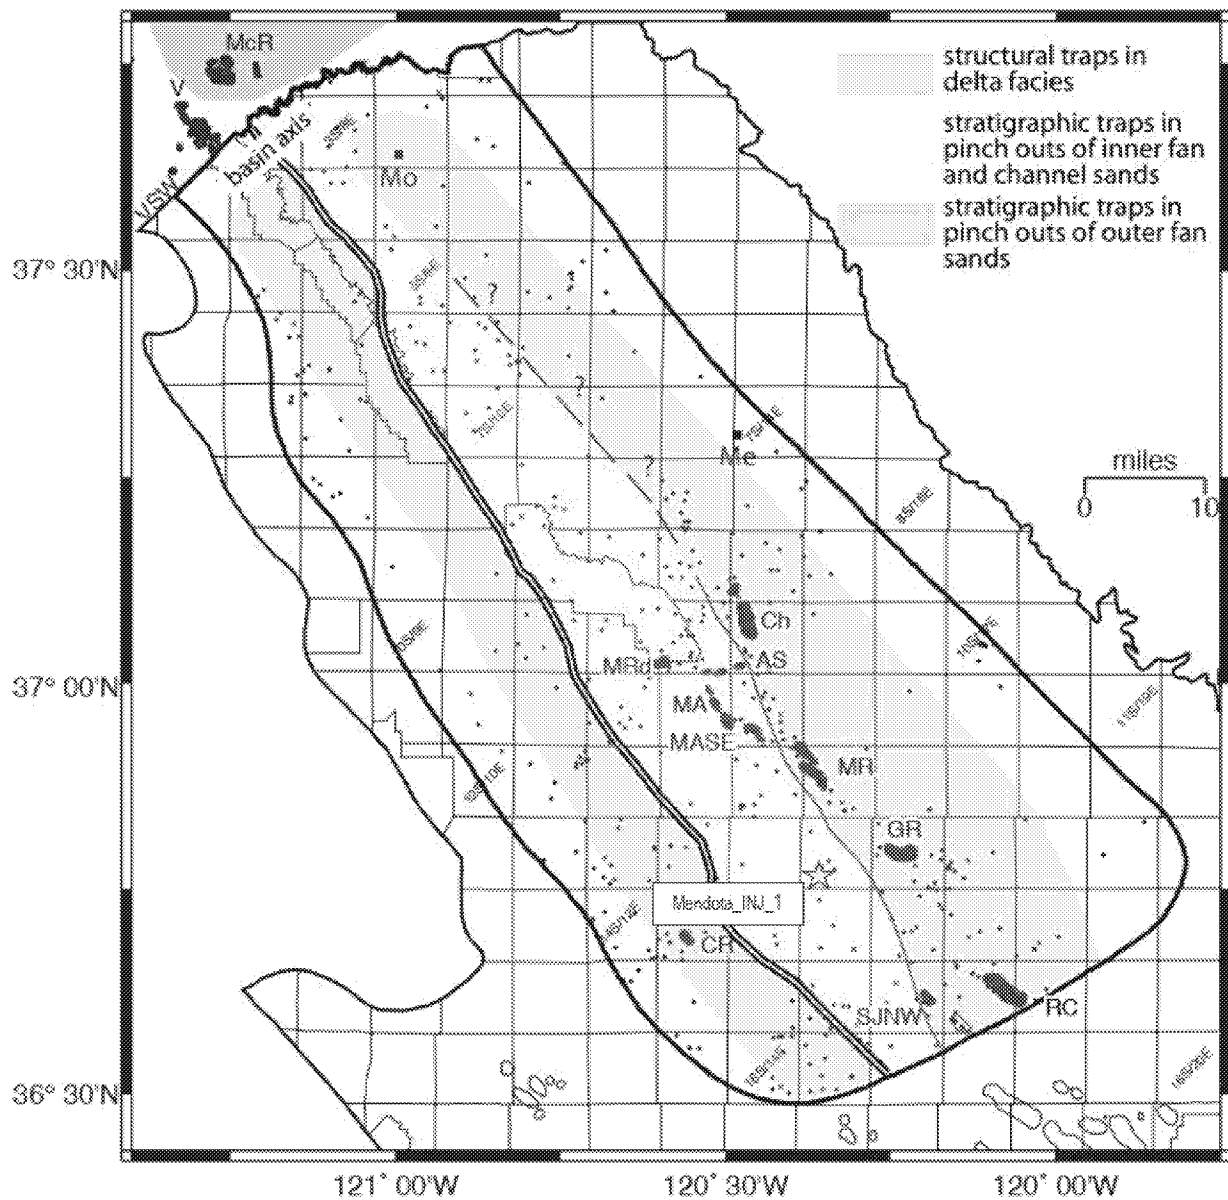 McR
V
structural traps in
delta facies
stratigraphic traps in
pinch outs of inner fan
and channel sands
stratigraphic traps in
pinch outs of outer fan
sands
basin axis
VSW
Mo
37° 30'N
?
?
?
Me
miles
0 10
Ch
MRd
AS
37° 00'N
MA
MASE
MR
GR
Mendota_INJ_1
CR
SJNW
RC
36° 30'N
121° 00'W
120° 30'W
120° 00'W